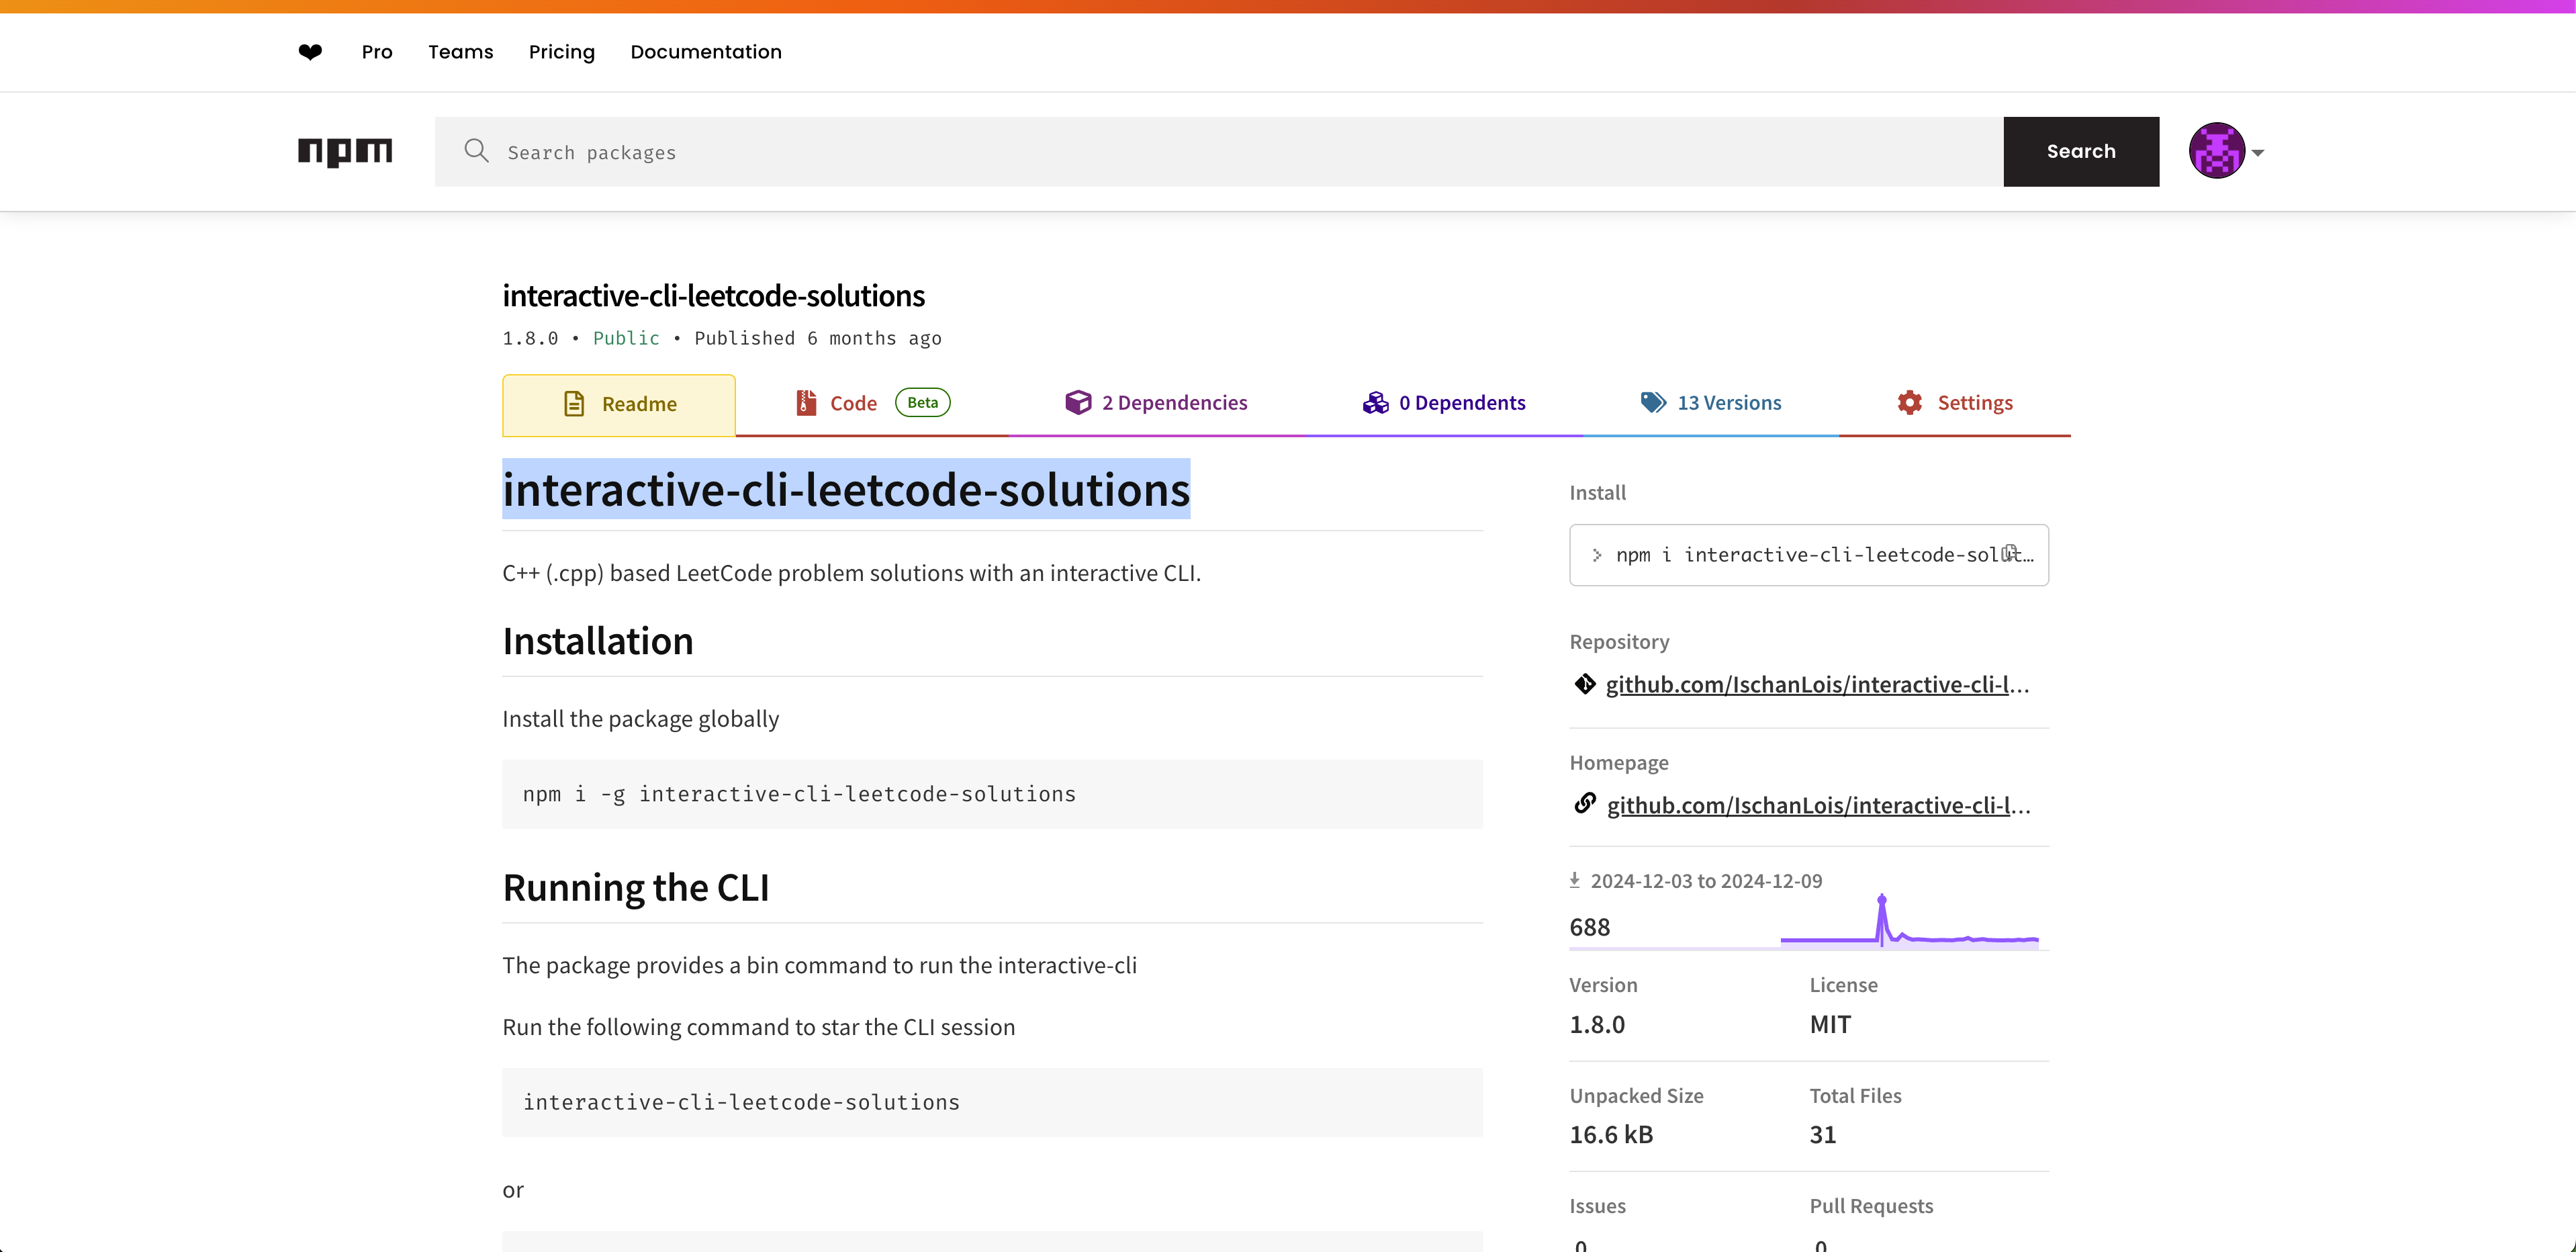 Pro Teams Pricing Documentation
npm Search packages Search
interactive-cli-leetcode-solutions
1.8.0 • Public • Published 6 months ago
Readme Code Beta 2 Dependencies 0 Dependents 13 Versions Settings
interactive-cli-leetcode-solutions
C++ (.cpp) based LeetCode problem solutions with an interactive CLI.
Installation
Install the package globally
npm i -g interactive-cli-leetcode-solutions
Running the CLI
The package provides a bin command to run the interactive-cli
Run the following command to star the CLI session
interactive-cli-leetcode-solutions
or
Install
npm i interactive-cli-leetcode-solut…
Repository
github.com/IschanLois/interactive-cli-l…
Homepage
github.com/IschanLois/interactive-cli-l…
2024-12-03 to 2024-12-09
688
Version License
1.8.0 MIT
Unpacked Size Total Files
16.6 kB 31
Issues Pull Requests
0 0